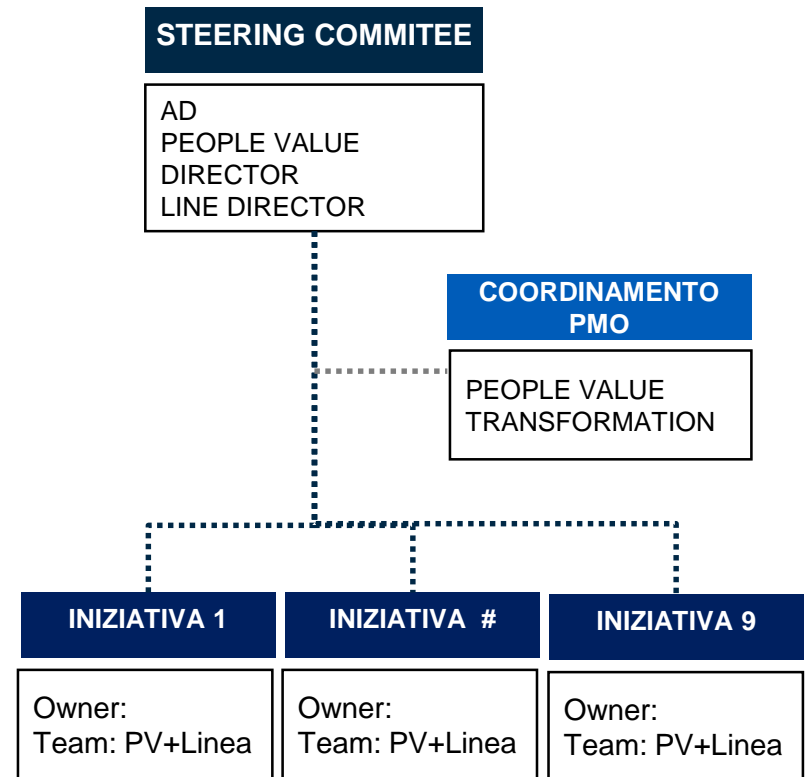 STEERING COMMITEE
AD
PEOPLE VALUE
DIRECTOR
LINE DIRECTOR
COORDINAMENTO
PMO
PEOPLE VALUE
TRANSFORMATION
INIZIATIVA 1
Owner:
Team: PV+Linea
INIZIATIVA #
Owner:
Team: PV+Linea
INIZIATIVA 9
Owner:
Team: PV+Linea